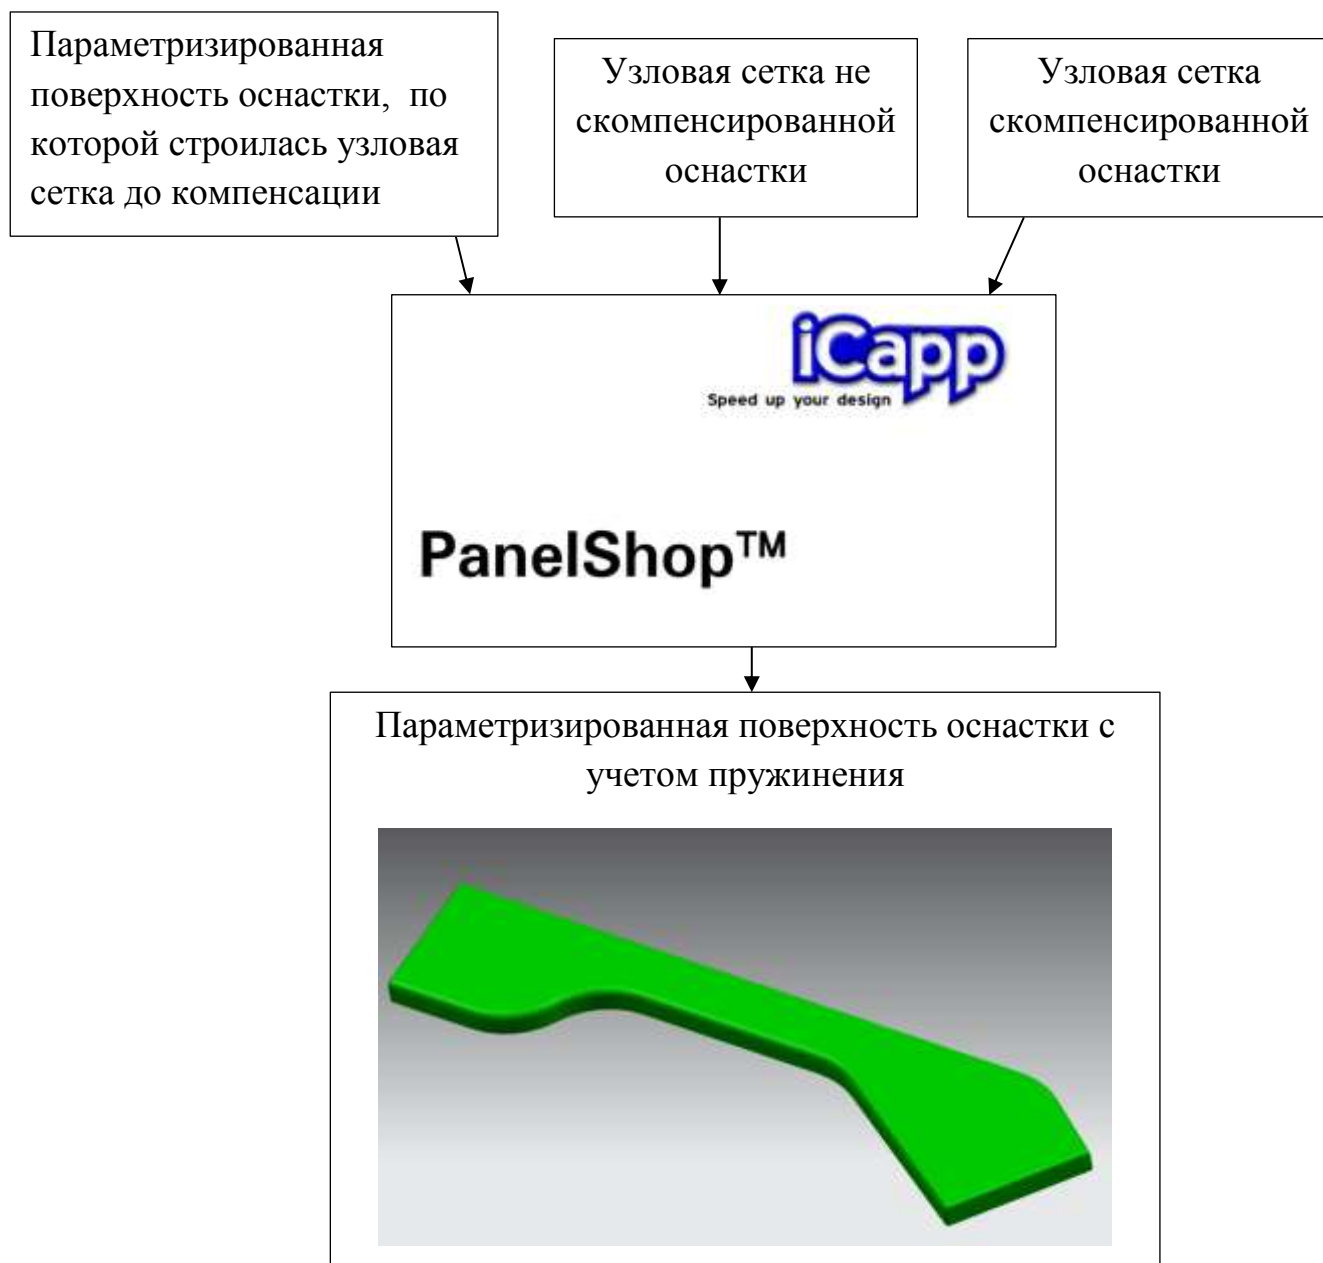 Параметризированная
поверхность оснастки, по
которой строилась узловая
сетка до компенсации
Узловая сетка не
скомпенсированной
оснастки
Узловая сетка
скомпенсированной
оснастки
iCapp
Speed up your design
PanelShop™
Параметризированная поверхность оснастки с
учетом пружинения